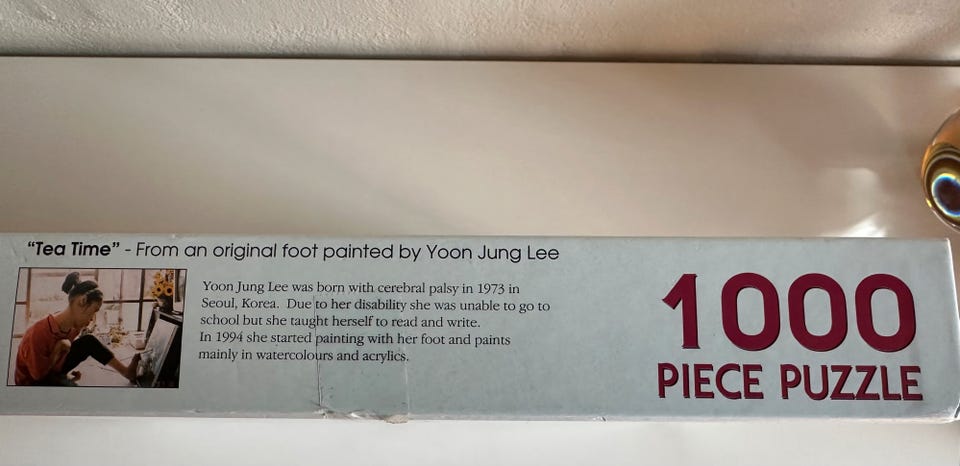 "Tea Time" - From an original foot painted by Yoon Jung Lee
Yoon Jung Lee was born with cerebral palsy in 1973 in
Seoul, Korea. Due to her disability she was unable to go to
school but she taught herself to read and write.
In 1994 she started painting with her foot and paints
mainly in watercolours and acrylics.
1000
PIECE PUZZLE